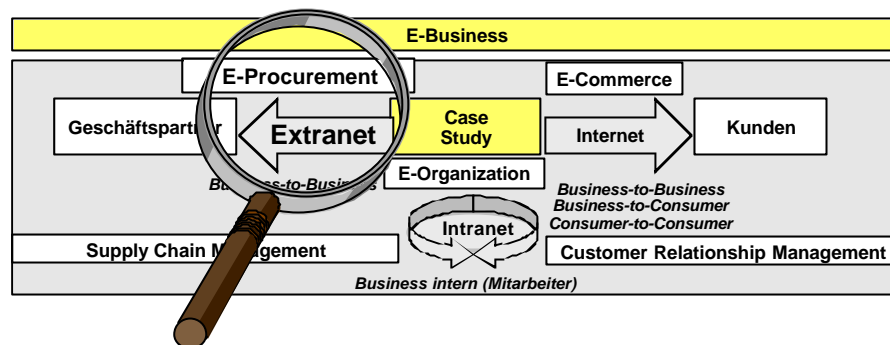 E-Business
E-Procurement
E-Commerce
Geschäftspartner
Extranet
Case
Study
Internet
Kunden
E-Organization
Business-to-Business
Business-to-Business
Business-to-Consumer
Consumer-to-Consumer
Intranet
Supply Chain Management
Customer Relationship Management
Business intern (Mitarbeiter)